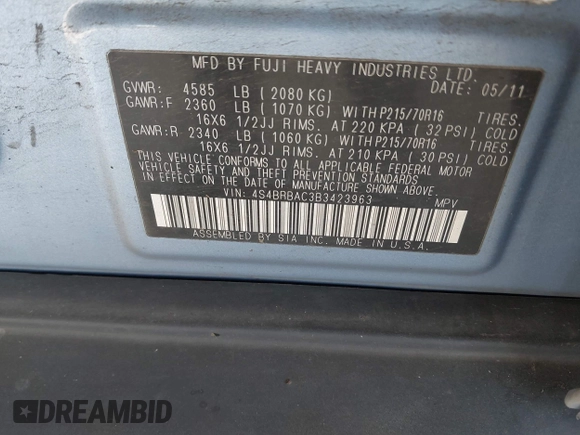 MFD BY FUJI HEAVY INDUSTRIES LTD.
GVWR: 4585 LB ( 2080 KG) DATE: 05/11
GAWR:F 2360 LB ( 1070 KG) WITH P215/70R16 TIRES.
16X6 1/2JJ RIMS. AT 220 KPA ( 32 PSI) COLD
GAWR:R 2340 LB ( 1060 KG) WITH P215/70R16 TIRES.
16X6 1/2JJ RIMS. AT 210 KPA ( 30 PSI) COLD
THIS VEHICLE CONFORMS TO ALL APPLICABLE FEDERAL MOTOR
VEHICLE SAFETY AND THEFT PREVENTION STANDARDS IN EFFECT
ON THE DATE OF MANUFACTURE SHOWN ABOVE.
VIN: 4S4BRBAC3B3423963 MPV
ASSEMBLED BY SIA INC. MADE IN U.S.A.
DREAMBID